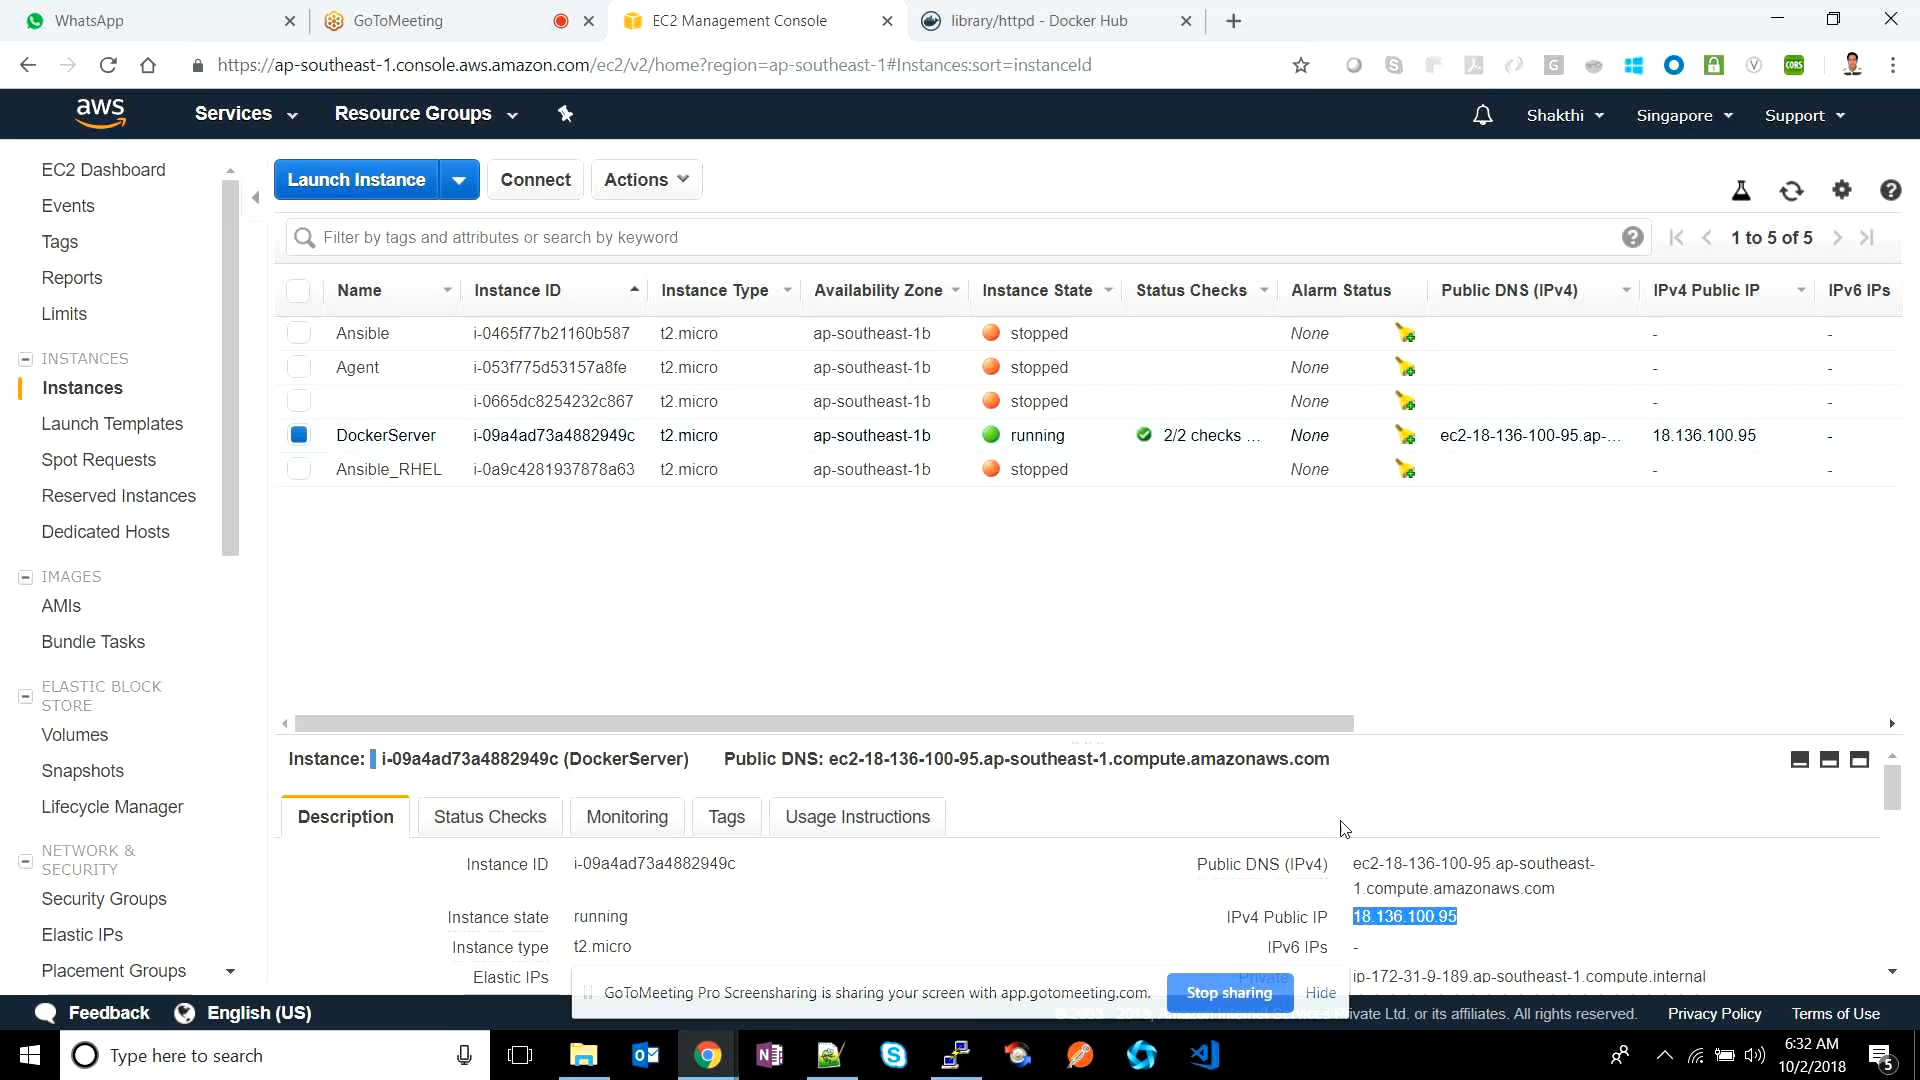 WhatsApp
GoToMeeting
EC2 Management Console
library/httpd - Docker Hub
https://ap-southeast-1.console.aws.amazon.com/ec2/v2/home?region=ap-southeast-1#Instances:sort=instanceId
G
CORS
aws
Services
Resource Groups
Shakthi
Singapore
Support
EC2 Dashboard
Events
Tags
Reports
Limits
INSTANCES
Instances
Launch Templates
Spot Requests
Reserved Instances
Dedicated Hosts
IMAGES
AMIs
Bundle Tasks
ELASTIC BLOCK
STORE
Volumes
Snapshots
Lifecycle Manager
NETWORK &
SECURITY
Security Groups
Elastic IPs
Placement Groups
Launch Instance
Connect
Actions
Filter by tags and attributes or search by keyword
1 to 5 of 5
Name Instance ID Instance Type Availability Zone Instance State Status Checks Alarm Status Public DNS (IPv4) IPv4 Public IP IPv6 IPs
Ansible i-0465f77b21160b587 t2.micro ap-southeast-1b stopped None - -
Agent i-053f775d53157a8fe t2.micro ap-southeast-1b stopped None - -
i-0665dc8254232c867 t2.micro ap-southeast-1b stopped None - -
DockerServer i-09a4ad73a4882949c t2.micro ap-southeast-1b running 2/2 checks ... None ec2-18-136-100-95.ap-... 18.136.100.95 -
Ansible_RHEL i-0a9c4281937878a63 t2.micro ap-southeast-1b stopped None - -
Instance: i-09a4ad73a4882949c (DockerServer) Public DNS: ec2-18-136-100-95.ap-southeast-1.compute.amazonaws.com
Description
Status Checks
Monitoring
Tags
Usage Instructions
Instance ID i-09a4ad73a4882949c
Instance state running
Instance type t2.micro
Elastic IPs
Public DNS (IPv4) ec2-18-136-100-95.ap-southeast-
1.compute.amazonaws.com
IPv4 Public IP 18.136.100.95
IPv6 IPs -
Private ip-172-31-9-189.ap-southeast-1.compute.internal
GoToMeeting Pro Screensharing is sharing your screen with app.gotomeeting.com.
Stop sharing
Hide
Feedback
English (US)
Ltd. or its affiliates. All rights reserved.
Privacy Policy
Terms of Use
Type here to search
6:32 AM
10/2/2018
5